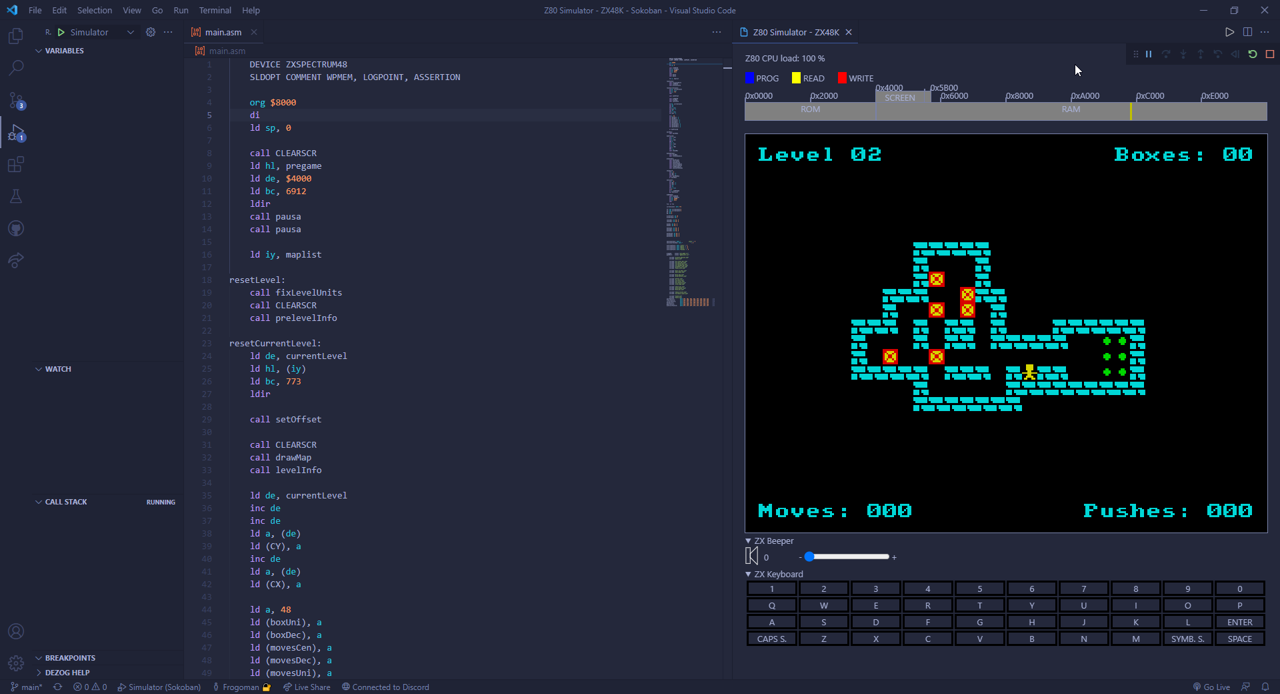 File Edit Selection View Go Run Terminal Help
Z80 Simulator - ZX48K - Sokoban - Visual Studio Code
R. Simulator
main.asm
Z80 Simulator - ZX48K
main.asm
VARIABLES
WATCH
CALL STACK RUNNING
BREAKPOINTS
DEZOG HELP
3
1
1 DEVICE ZXSPECTRUM48
2 SLDOPT COMMENT WPMEM, LOGPOINT, ASSERTION
3
4 org $8000
5 di
6 ld sp, 0
7
8 call CLEARSCR
9 ld hl, pregame
10 ld de, $4000
11 ld bc, 6912
12 ldir
13 call pausa
14 call pausa
15
16 ld iy, maplist
17
18 resetLevel:
19 call fixLevelUnits
20 call CLEARSCR
21 call prelevelInfo
22
23 resetCurrentLevel:
24 ld de, currentLevel
25 ld hl, (iy)
26 ld bc, 773
27 ldir
28
29 call setOffset
30
31 call CLEARSCR
32 call drawMap
33 call levelInfo
34
35 ld de, currentLevel
36 inc de
37 inc de
38 ld a, (de)
39 ld (CY), a
40 inc de
41 ld a, (de)
42 ld (CX), a
43
44 ld a, 48
45 ld (boxUni), a
46 ld (boxDec), a
47 ld (movesCen), a
48 ld (movesDec), a
49 ld (movesUni), a
Z80 CPU load: 100 %
PROG READ WRITE
0x4000 0x5800
0x0000 0x2000 0x6000 0x8000 0xA000 0xC000 0xE000
SCREEN
ROM RAM
Level 02 Boxes: 00
Moves: 000 Pushes: 000
ZX Beeper
0 - +
ZX Keyboard
1 2 3 4 5 6 7 8 9 0
Q W E R T Y U I O P
A S D F G H J K L ENTER
CAPS S. Z X C V B N M SYMB. S. SPACE
main* 0 0 Simulator (Sokoban) Frogoman Live Share Connected to Discord Go Live